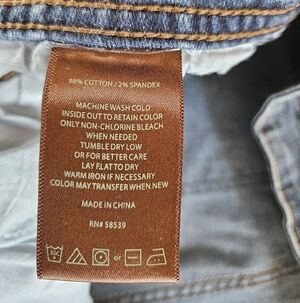 98% COTTON / 2% SPANDEX
MACHINE WASH COLD
INSIDE OUT TO RETAIN COLOR
ONLY NON-CHLORINE BLEACH
WHEN NEEDED
TUMBLE DRY LOW
OR FOR BETTER CARE
LAY FLAT TO DRY
WARM IRON IF NECESSARY
COLOR MAY TRANSFER WHEN NEW
MADE IN CHINA
RN# 58539
or